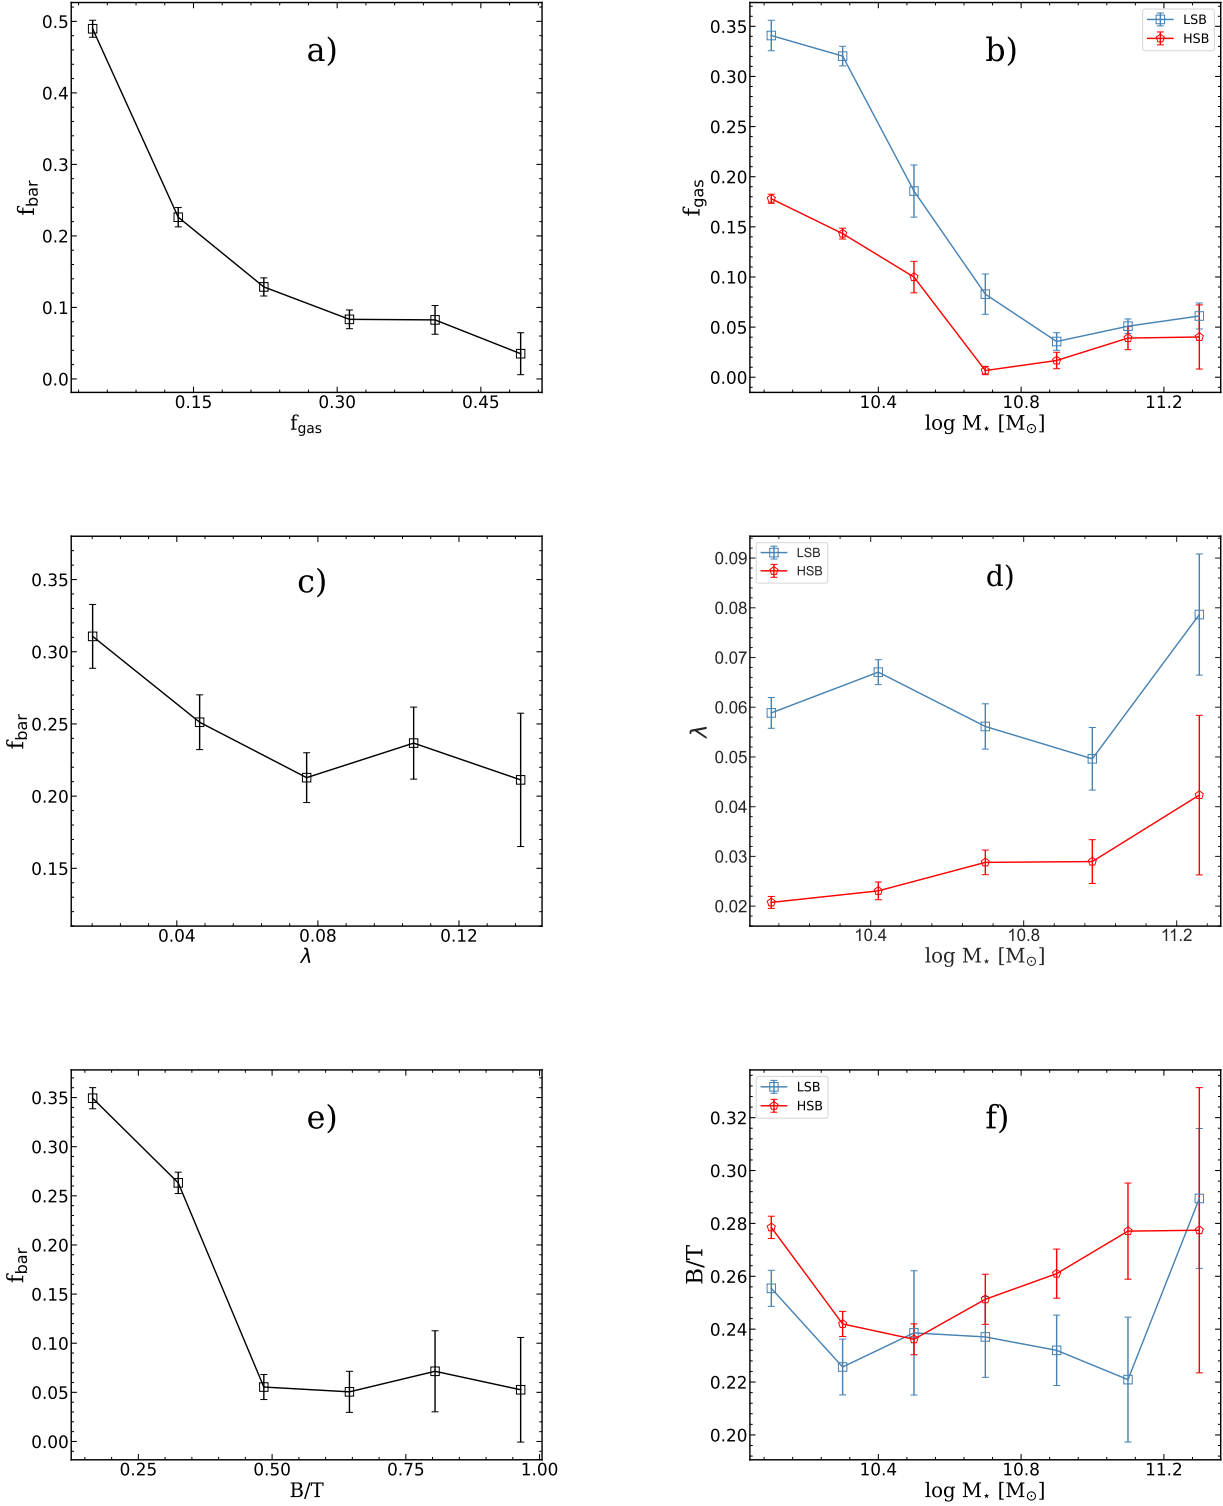 a)
0.5
0.4
0.3
0.2
0.1
0.0
f_bar
0.15 0.30 0.45
f_gas
b)
LSB
HSB
0.35
0.30
0.25
0.20
0.15
0.10
0.05
0.00
f_gas
10.4 10.8 11.2
log M⋆ [M⊙]
c)
0.35
0.30
0.25
0.20
0.15
f_bar
0.04 0.08 0.12
λ
d)
LSB
HSB
0.09
0.08
0.07
0.06
0.05
0.04
0.03
0.02
λ
10.4 10.8 11.2
log M⋆ [M⊙]
e)
0.35
0.30
0.25
0.20
0.15
0.10
0.05
0.00
f_bar
0.25 0.50 0.75 1.00
B/T
f)
LSB
HSB
0.32
0.30
0.28
0.26
0.24
0.22
0.20
B/T
10.4 10.8 11.2
log M⋆ [M⊙]